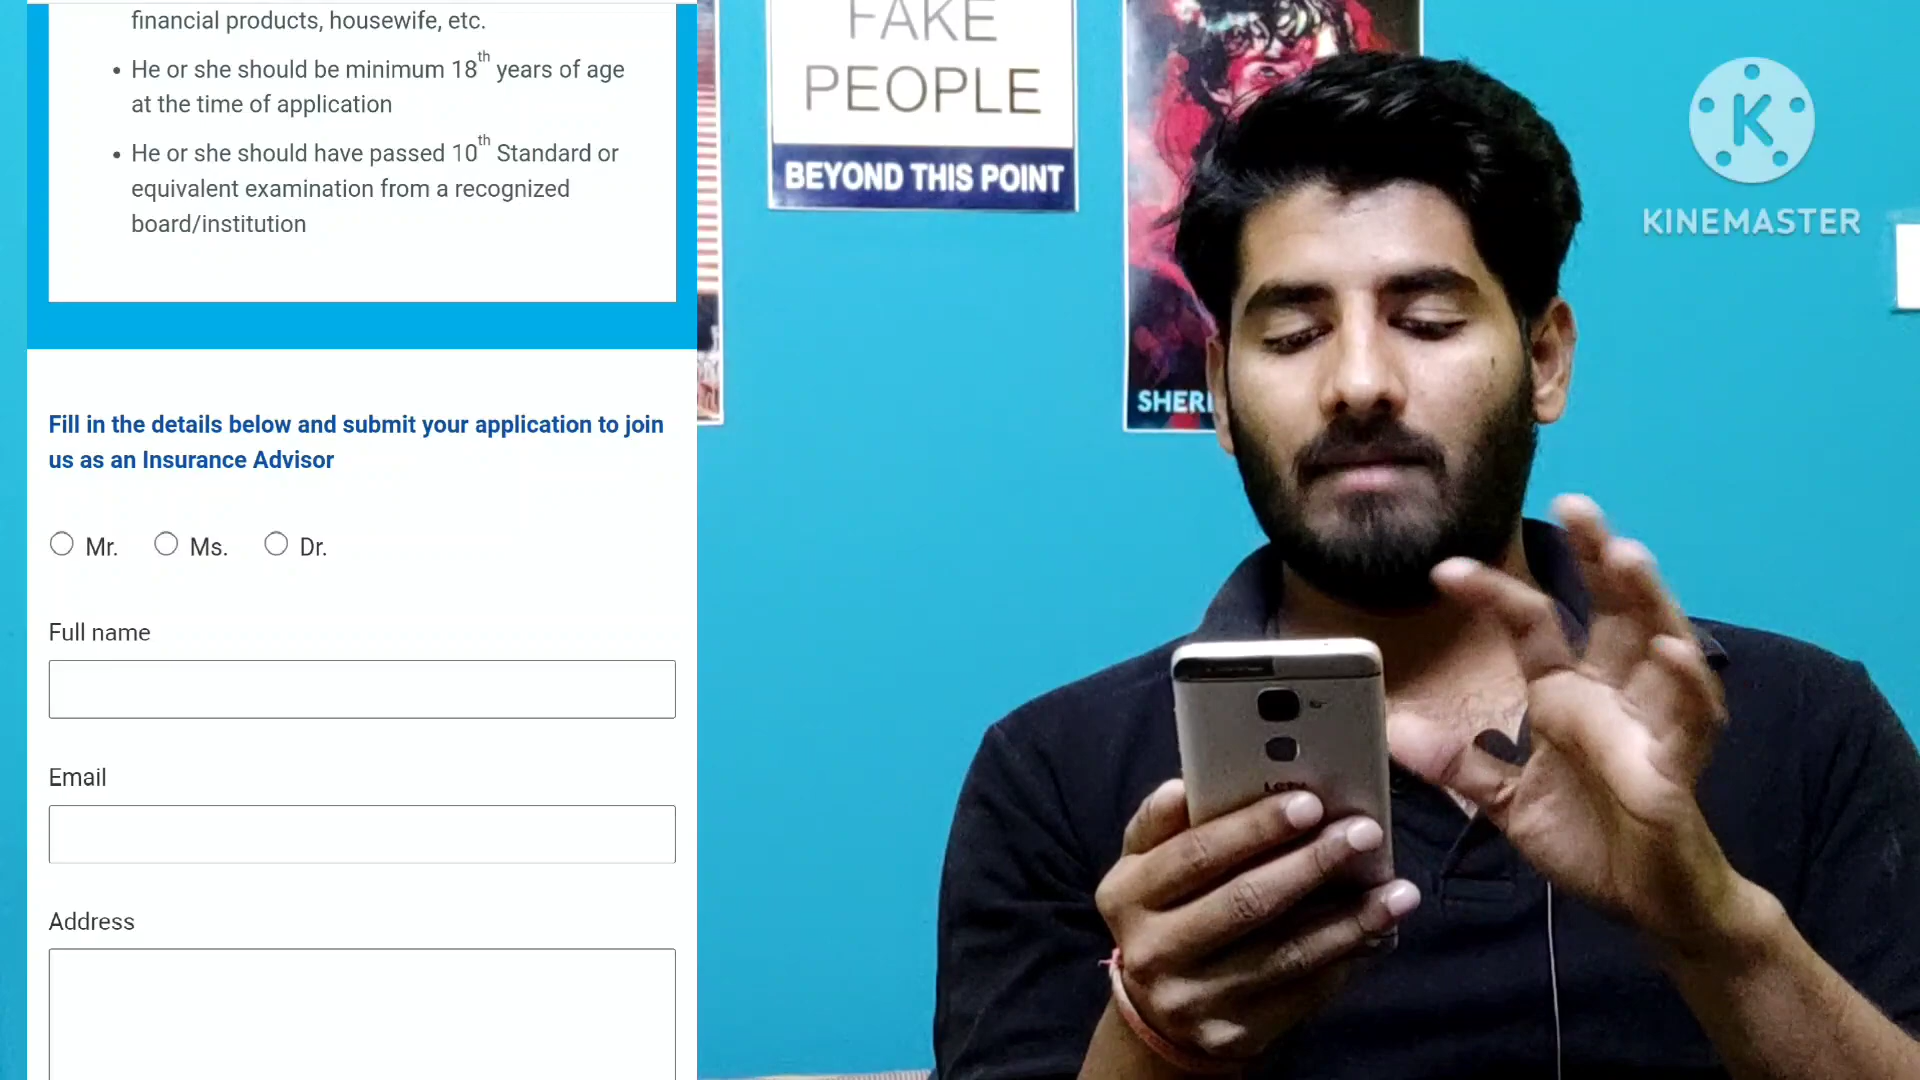 financial products, housewife, etc.
• He or she should be minimum 18th years of age
at the time of application
• He or she should have passed 10th Standard or
equivalent examination from a recognized
board/institution
Fill in the details below and submit your application to join
us as an Insurance Advisor
Mr. Ms. Dr.
Full name
Email
Address
FAKE
PEOPLE
BEYOND THIS POINT
SHERL
KINEMASTER